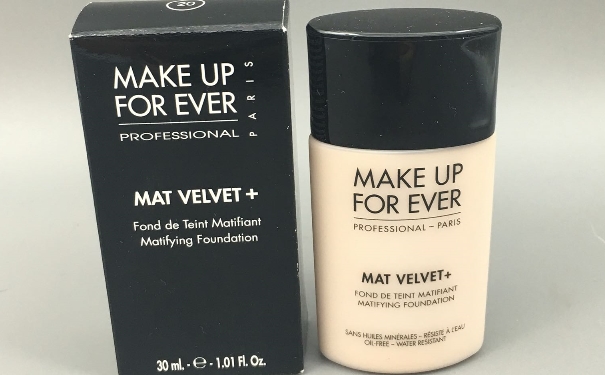 20
MAKE UP
FOR EVER
PROFESSIONAL
PARIS
MAT VELVET +
Fond de Teint Matifiant
Matifying Foundation
30 ml. - ℮ - 1.01 Fl. Oz.
MAKE UP
FOR EVER
PROFESSIONAL – PARIS
MAT VELVET+
FOND DE TEINT MATIFIANT
MATIFYING FOUNDATION
SANS HUILES MINÉRALES – RÉSISTE À L'EAU
OIL-FREE – WATER RESISTANT